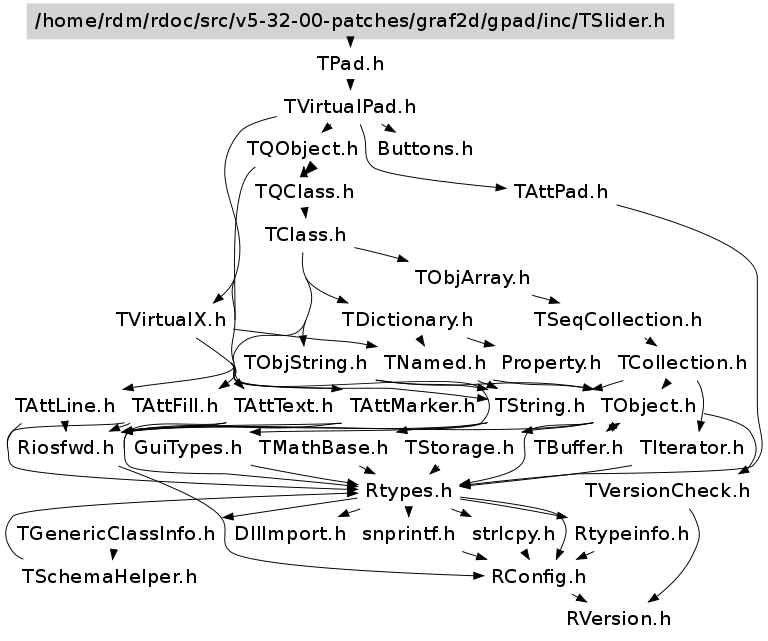 /home/rdm/rdoc/src/v5-32-00-patches/graf2d/gpad/inc/TSlider.h
TPad.h
TVirtualPad.h
TQObject.h Buttons.h
TQClass.h TAttPad.h
TClass.h
TObjArray.h
TVirtualX.h TDictionary.h TSeqCollection.h
TObjString.h TNamed.h Property.h TCollection.h
TAttLine.h TAttFill.h TAttText.h TAttMarker.h TString.h TObject.h
Riosfwd.h GuiTypes.h TMathBase.h TStorage.h TBuffer.h TIterator.h
Rtypes.h TVersionCheck.h
TGenericClassInfo.h DllImport.h snprintf.h strlcpy.h Rtypeinfo.h
TSchemaHelper.h RConfig.h
RVersion.h